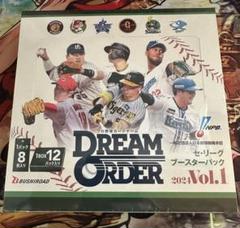 1パック
8枚入り
1BOX
12
パック入り
プロ野球カードゲーム
DREAM
ORDER
NPB
セ・リーグ
ブースターパック
2024 Vol.1
BUSHIROAD